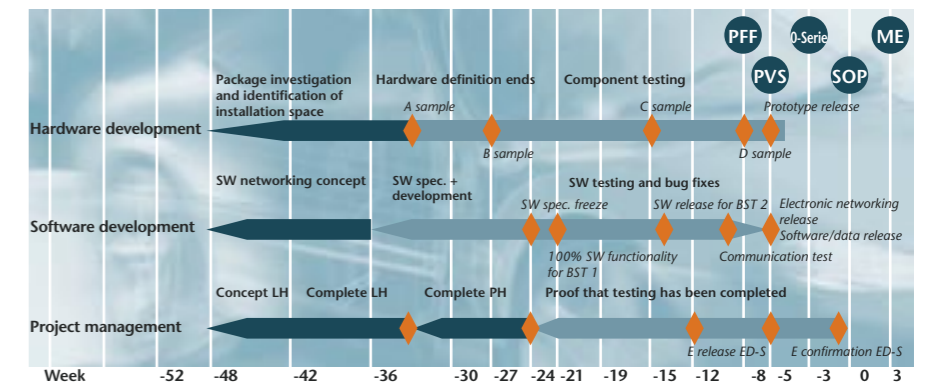 PFF
0-Serie
ME
PVS
SOP
Package investigation
and identification of
installation space
Hardware definition ends
Component testing
A sample
C sample
Prototype release
Hardware development
B sample
D sample
SW networking concept
SW spec. +
development
SW testing and bug fixes
SW spec. freeze
SW release for BST 2
Electronic networking
release
Software/data release
Software development
100% SW functionality
for BST 1
Communication test
Concept LH
Complete LH
Complete PH
Proof that testing has been completed
Project management
E release ED-S
E confirmation ED-S
Week -52 -48 -42 -36 -30 -27 -24 -21 -19 -15 -12 -8 -5 -3 0 3